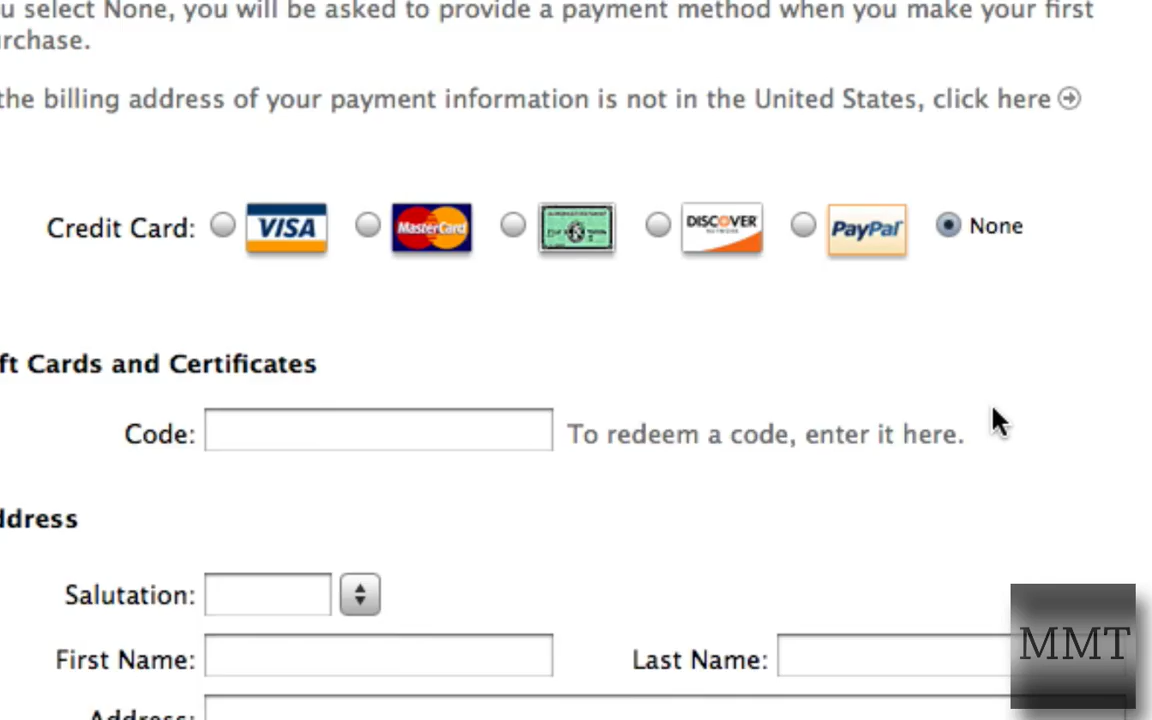 u select None, you will be asked to provide a payment method when you make your first
rchase.
the billing address of your payment information is not in the United States, click here
Credit Card: VISA MasterCard DISCOVER PayPal None
ft Cards and Certificates
Code: To redeem a code, enter it here.
ddress
Salutation:
First Name: Last Name:
Address:
MMT